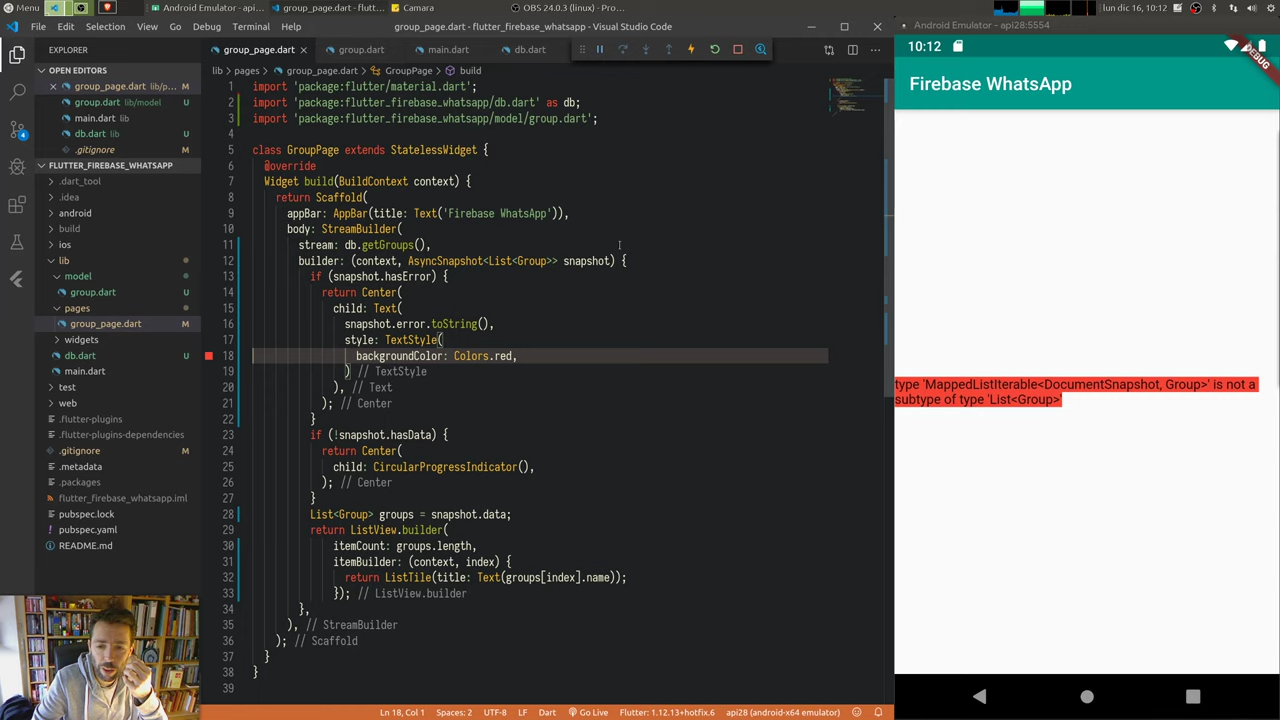 Menu
Android Emulator - api...
group_page.dart - flutter...
Camara
OBS 24.0.3 (linux) - Pro...
lun dic 16, 10:12
File Edit Selection View Go Debug Terminal Help
group_page.dart - flutter_firebase_whatsapp - Visual Studio Code
Android Emulator - api28:5554
EXPLORER
OPEN EDITORS
group_page.dart lib/p... M
group.dart lib/model U
main.dart lib
db.dart lib U
.gitignore M
FLUTTER_FIREBASE_WHATSAPP
.dart_tool
.idea
android
build
ios
lib
model
group.dart U
pages
group_page.dart M
widgets
db.dart U
main.dart
test
web
.flutter-plugins
.flutter-plugins-dependencies
.gitignore M
.metadata
.packages
flutter_firebase_whatsapp.iml
pubspec.lock
pubspec.yaml
README.md
4
group_page.dart group.dart main.dart db.dart
lib > pages > group_page.dart > GroupPage > build
1 import 'package:flutter/material.dart';
2 import 'package:flutter_firebase_whatsapp/db.dart' as db;
3 import 'package:flutter_firebase_whatsapp/model/group.dart';
4
5 class GroupPage extends StatelessWidget {
6 @override
7 Widget build(BuildContext context) {
8 return Scaffold(
9 appBar: AppBar(title: Text('Firebase WhatsApp')),
10 body: StreamBuilder(
11 stream: db.getGroups(),
12 builder: (context, AsyncSnapshot<List<Group>> snapshot) {
13 if (snapshot.hasError) {
14 return Center(
15 child: Text(
16 snapshot.error.toString(),
17 style: TextStyle(
18 backgroundColor: Colors.red,
19 ) // TextStyle
20 ), // Text
21 ); // Center
22 }
23 if (!snapshot.hasData) {
24 return Center(
25 child: CircularProgressIndicator(),
26 ); // Center
27 }
28 List<Group> groups = snapshot.data;
29 return ListView.builder(
30 itemCount: groups.length,
31 itemBuilder: (context, index) {
32 return ListTile(title: Text(groups[index].name));
33 }); // ListView.builder
34 },
35 ), // StreamBuilder
36 ); // Scaffold
37 }
38 }
39
10:12
DEBUG
Firebase WhatsApp
type 'MappedListIterable<DocumentSnapshot, Group>' is not a
subtype of type 'List<Group>'
Ln 18, Col 1 Spaces: 2 UTF-8 LF Dart Go Live Flutter: 1.12.13+hotfix.6 api28 (android-x64 emulator)